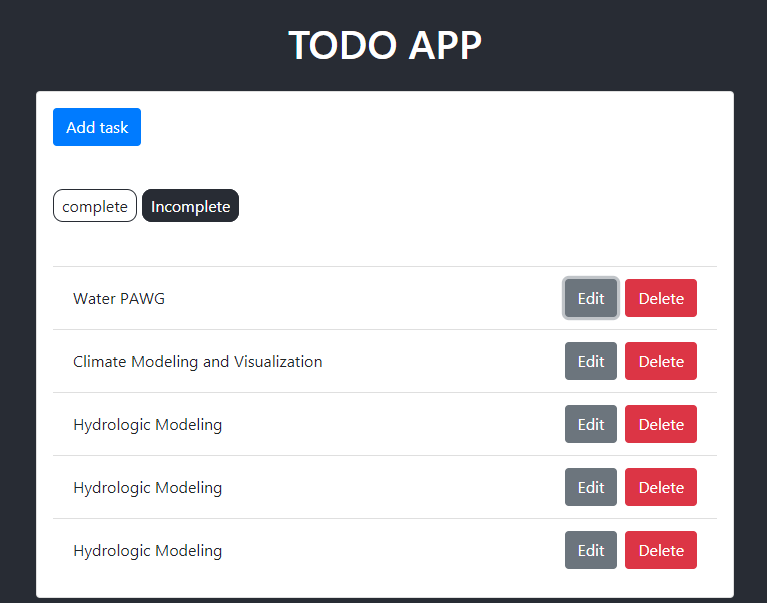 TODO APP
Add task
complete Incomplete
Water PAWG Edit Delete
Climate Modeling and Visualization Edit Delete
Hydrologic Modeling Edit Delete
Hydrologic Modeling Edit Delete
Hydrologic Modeling Edit Delete